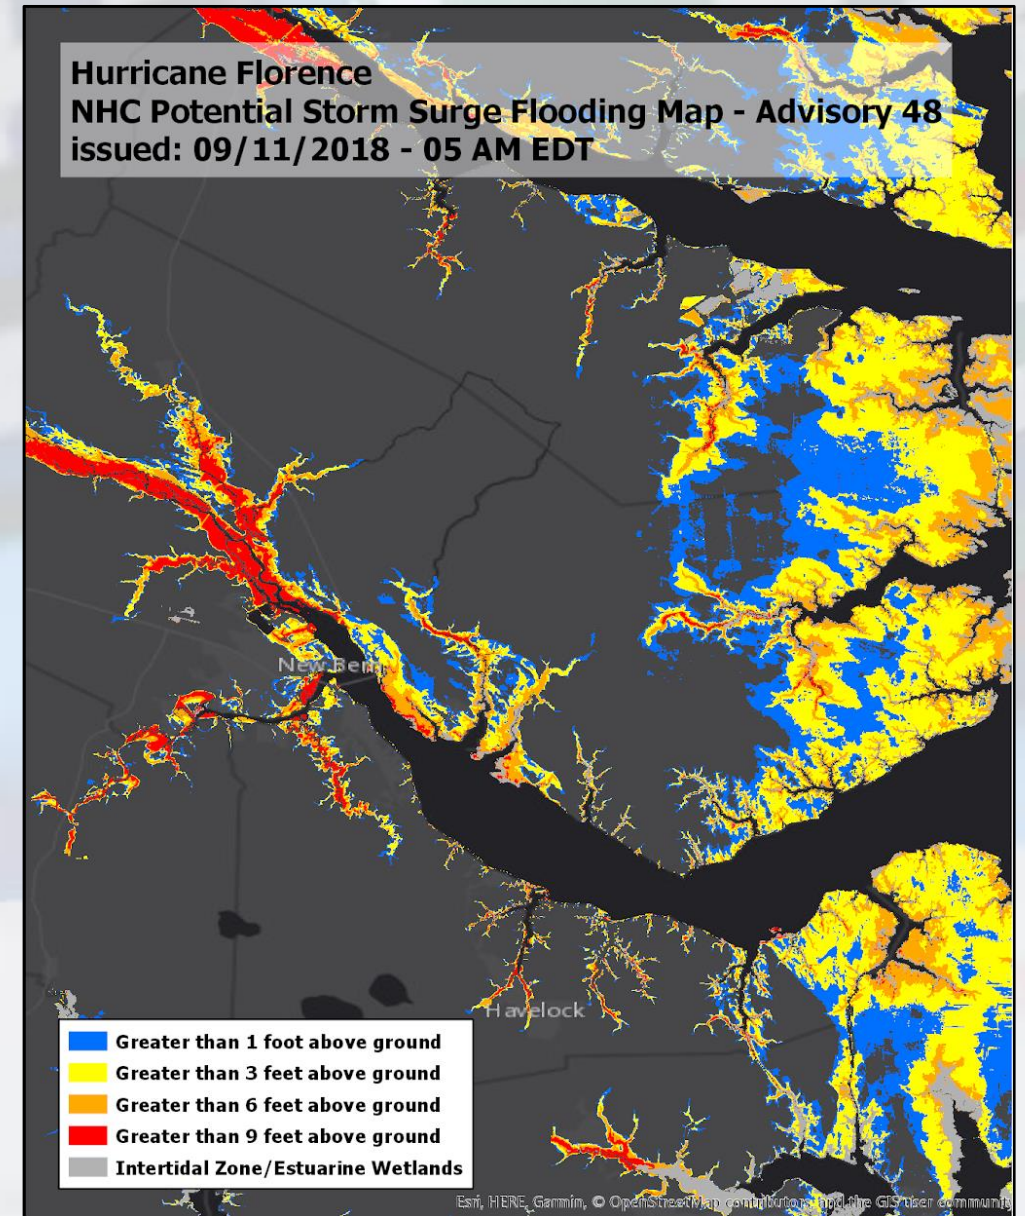 Hurricane Florence
NHC Potential Storm Surge Flooding Map - Advisory 48
issued: 09/11/2018 - 05 AM EDT
New Bern
Havelock
Greater than 1 foot above ground
Greater than 3 feet above ground
Greater than 6 feet above ground
Greater than 9 feet above ground
Intertidal Zone/Estuarine Wetlands
Esri, HERE, Garmin, © OpenStreetMap contributors, and the GIS user community